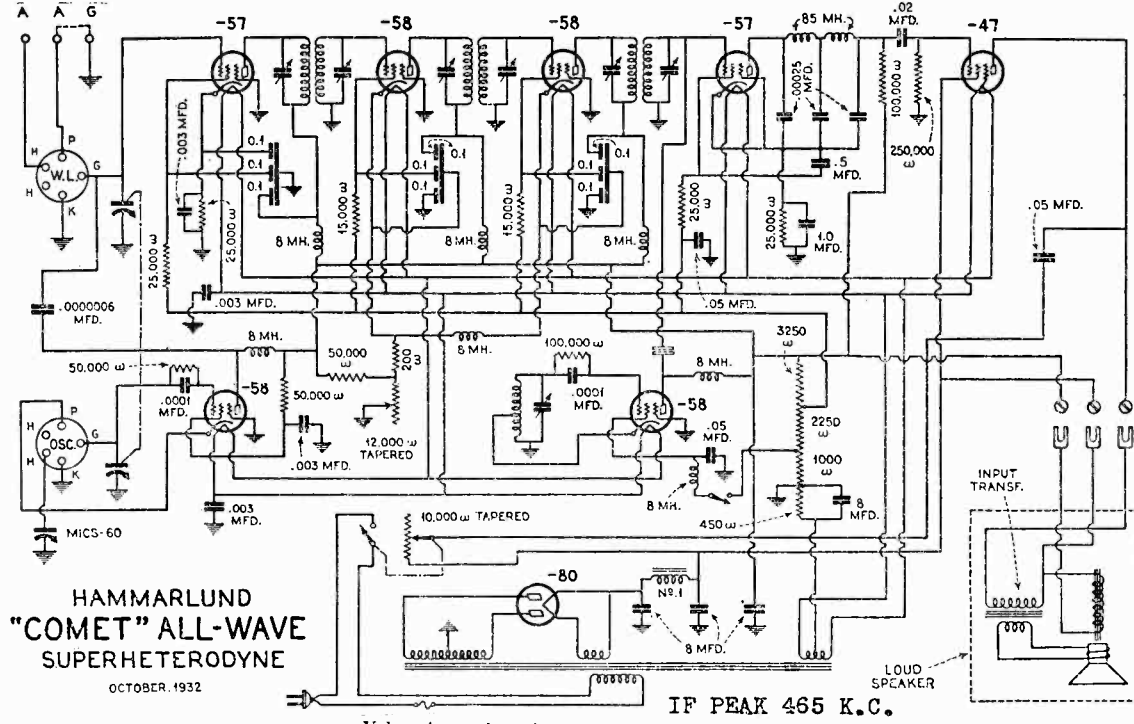 A A G
-57
-58
-58
-57
85 MH.
.02
MFD.
-47
.00025
MFD.
100,000 ω
250,000
ω
.003 MFD.
0.1
0.1
0.1
0.1
0.1
0.1
0.1
0.1
0.1
H
P
W.L.
G
H
K
25,000 ω
25,000 ω
8 MH.
15,000 ω
8 MH.
15,000 ω
8 MH.
25,000
ω
.5
MFD.
25,000
ω
1.0
MFD.
.05 MFD.
.05 MFD.
.0000006
MFD.
.003 MFD.
8 MH.
50,000
ω
200
ω
8 MH.
100,000 ω
8 MH.
3250
ω
50,000 ω
.0001
MFD.
-58
50,000 ω
.0001
MFD.
-58
H
P
OSC.
G
H
K
.003 MFD.
12,000 ω
TAPERED
.05
MFD.
2250
ω
1000
ω
.003
MFD.
8 MH.
450 ω
8
MFD.
MICS-60
10,000 ω TAPERED
INPUT
TRANSF.
-80
Nº.1
8 MFD.
HAMMARLUND
"COMET" ALL-WAVE
SUPERHETERODYNE
OCTOBER, 1932
LOUD
SPEAKER
IF PEAK 465 K.C.